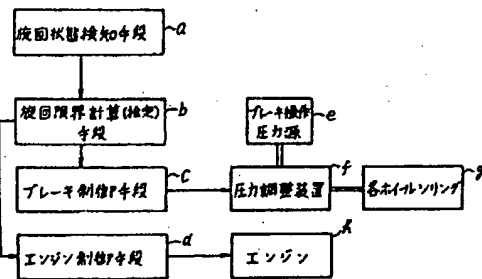 旋回状態検知手段
a
旋回限界計算(推定)
手段
b
ブレーキ操作
圧力源
e
ブレーキ制御手段
c
圧力調整装置
f
各ホイールシリンダ
g
エンジン制御手段
d
エンジン
h